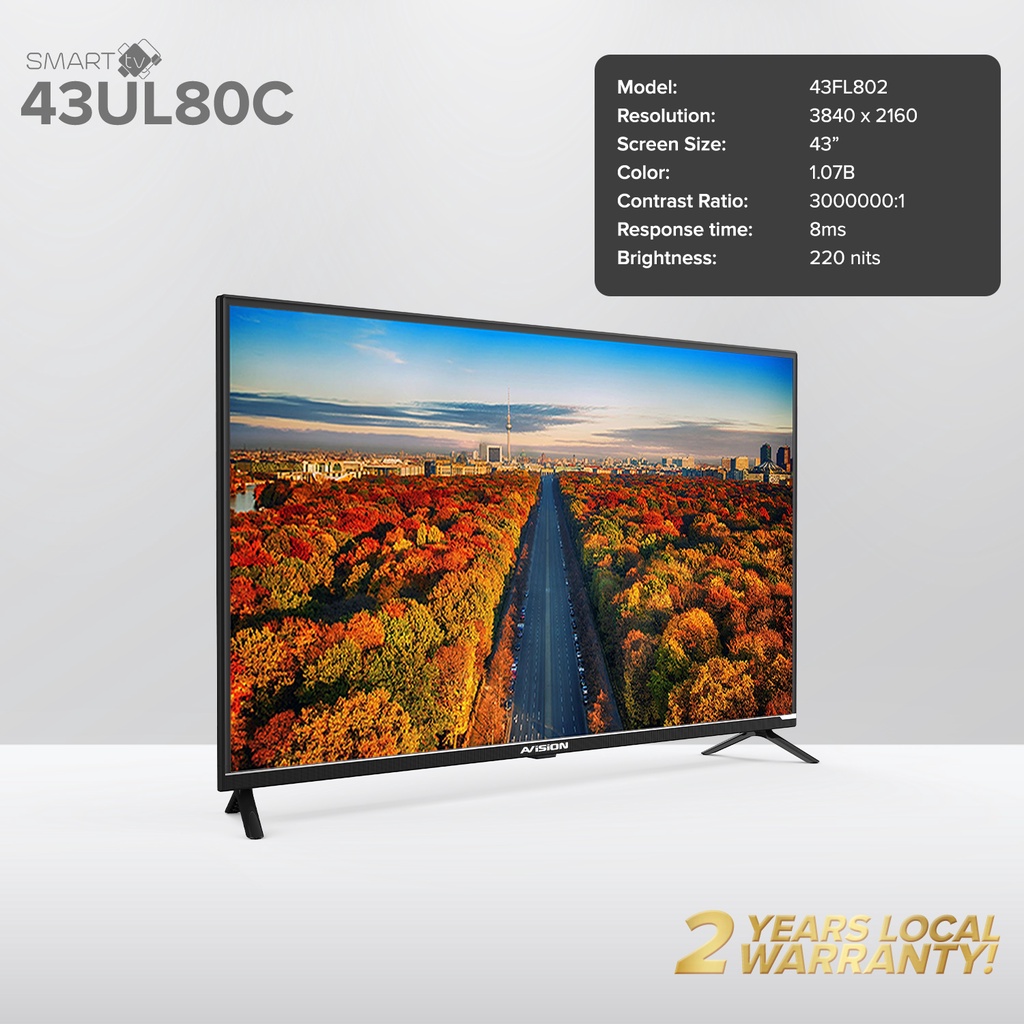 SMART tv
43UL80C
Model: 43FL802
Resolution: 3840 x 2160
Screen Size: 43”
Color: 1.07B
Contrast Ratio: 3000000:1
Response time: 8ms
Brightness: 220 nits
AVISION
2 YEARS LOCAL
WARRANTY!